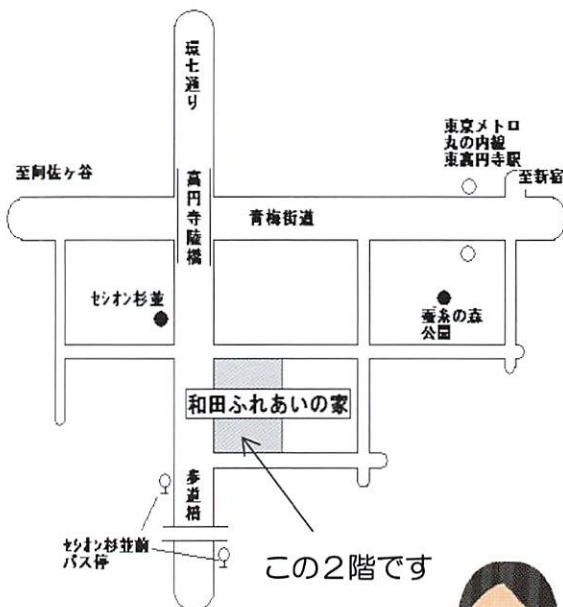 環七通り
東京メトロ
丸の内線
東高円寺駅
至阿佐ヶ谷
至新宿
高円寺陸橋
青梅街道
セシオン杉並
蚕糸の森
公園
和田ふれあいの家
歩道橋
セシオン杉並前
バス停
この2階です